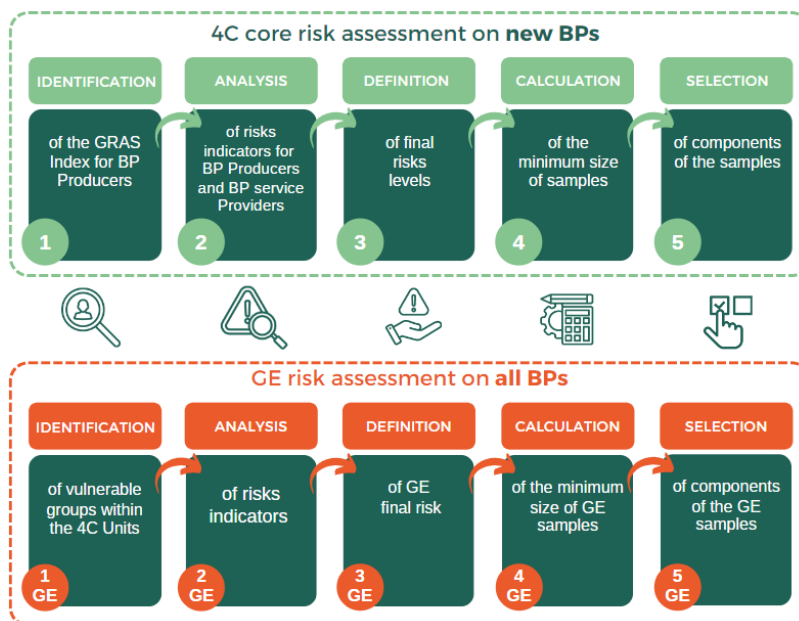 4C core risk assessment on new BPs
IDENTIFICATION
of the GRAS
Index for BP
Producers
1
ANALYSIS
of risks
indicators for
BP Producers
and BP service
Providers
2
DEFINITION
of final
risks
levels
3
CALCULATION
of the
minimum size
of samples
4
SELECTION
of components
of the samples
5
GE risk assessment on all BPs
IDENTIFICATION
of vulnerable
groups within
the 4C Units
1
GE
ANALYSIS
of risks
indicators
2
GE
DEFINITION
of GE
final risk
3
GE
CALCULATION
of the minimum
size of GE
samples
4
GE
SELECTION
of components
of the GE
samples
5
GE